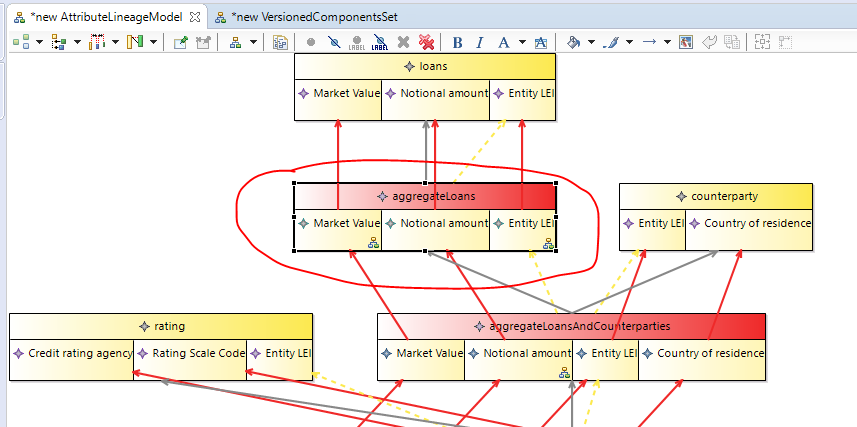 *new AttributeLineageModel
*new VersionedComponentsSet
LABEL LABEL B I A A
loans
Market Value Notional amount Entity LEI
aggregateLoans
Market Value Notional amount Entity LEI
counterparty
Entity LEI Country of residence
rating
Credit rating agency Rating Scale Code Entity LEI
aggregateLoansAndCounterparties
Market Value Notional amount Entity LEI Country of residence